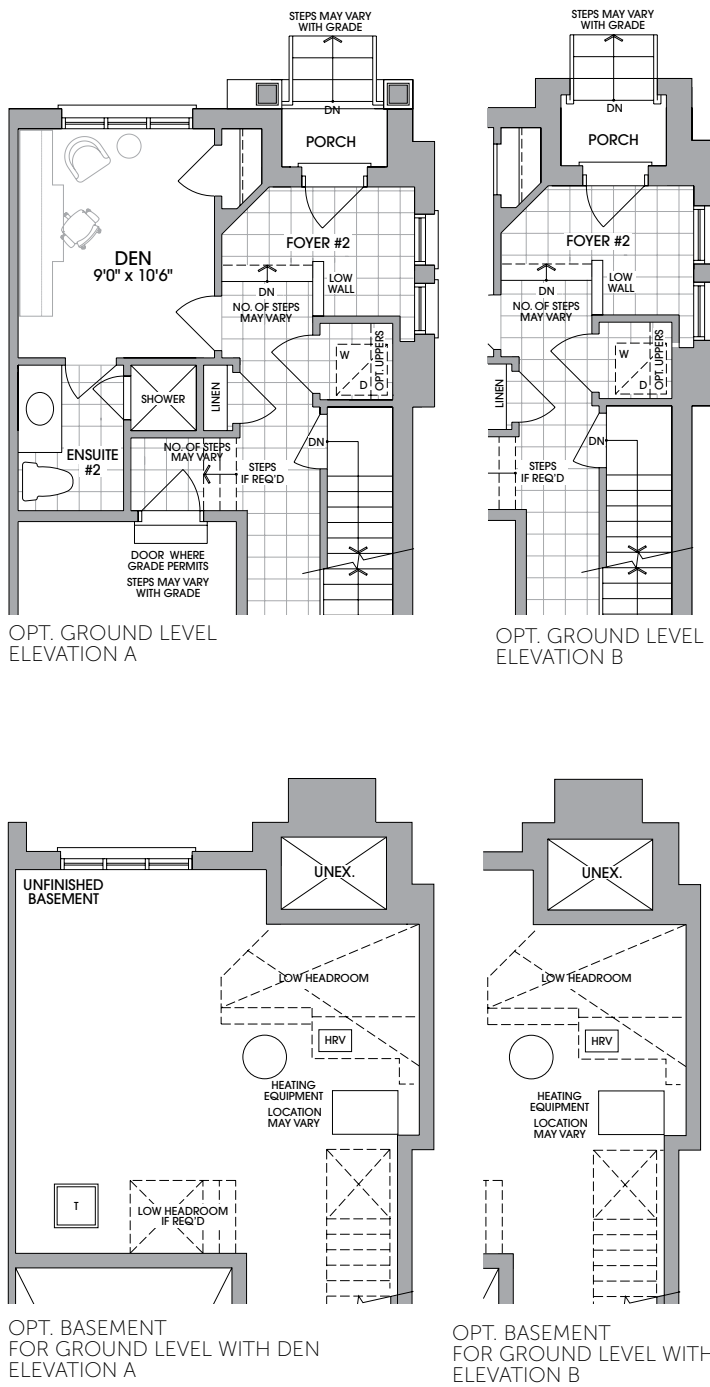 STEPS MAY VARY
WITH GRADE
DN
PORCH
FOYER #2
DEN
9'0" x 10'6"
DN
LOW
WALL
NO. OF STEPS
MAY VARY
W
D
OPT. UPPERS
SHOWER
LINEN
ENSUITE
#2
NO. OF STEPS
MAY VARY
DN
STEPS
IF REQ'D
DOOR WHERE
GRADE PERMITS
STEPS MAY VARY
WITH GRADE
OPT. GROUND LEVEL
ELEVATION A
STEPS MAY VARY
WITH GRADE
DN
PORCH
FOYER #2
DN
LOW
WALL
NO. OF STEPS
MAY VARY
W
D
OPT. UPPERS
LINEN
DN
STEPS
IF REQ'D
OPT. GROUND LEVEL
ELEVATION B
UNEX.
UNFINISHED
BASEMENT
LOW HEADROOM
HRV
HEATING
EQUIPMENT
LOCATION
MAY VARY
T
LOW HEADROOM
IF REQ'D
OPT. BASEMENT
FOR GROUND LEVEL WITH DEN
ELEVATION A
UNEX.
LOW HEADROOM
HRV
HEATING
EQUIPMENT
LOCATION
MAY VARY
OPT. BASEMENT
FOR GROUND LEVEL WITH
ELEVATION B